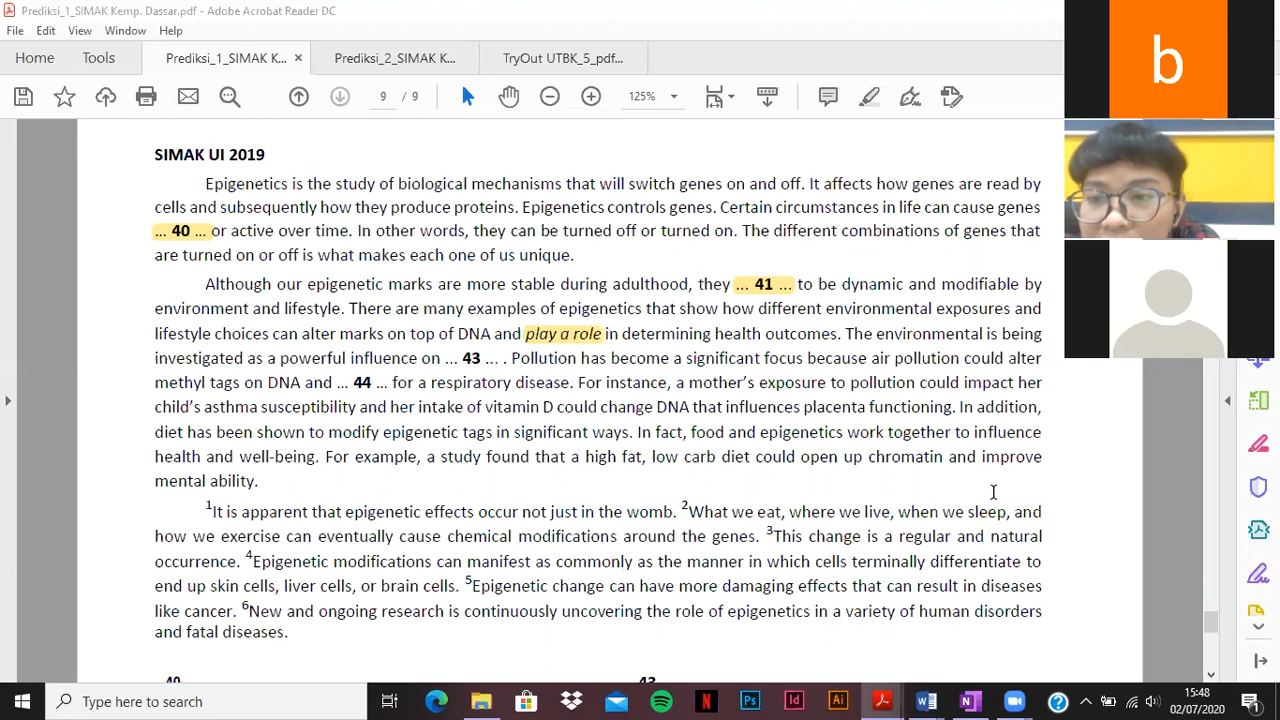 Prediksi_1_SIMAK Kemp. Dassar.pdf - Adobe Acrobat Reader DC
File Edit View Window Help
Home Tools Prediksi_1_SIMAK K... × Prediksi_2_SIMAK K... TryOut UTBK_5_pdf...
9 / 9 125%
b
SIMAK UI 2019
Epigenetics is the study of biological mechanisms that will switch genes on and off. It affects how genes are read by
cells and subsequently how they produce proteins. Epigenetics controls genes. Certain circumstances in life can cause genes
... 40 ... or active over time. In other words, they can be turned off or turned on. The different combinations of genes that
are turned on or off is what makes each one of us unique.
Although our epigenetic marks are more stable during adulthood, they ... 41 ... to be dynamic and modifiable by
environment and lifestyle. There are many examples of epigenetics that show how different environmental exposures and
lifestyle choices can alter marks on top of DNA and play a role in determining health outcomes. The environmental is being
investigated as a powerful influence on ... 43 ... . Pollution has become a significant focus because air pollution could alter
methyl tags on DNA and ... 44 ... for a respiratory disease. For instance, a mother's exposure to pollution could impact her
child's asthma susceptibility and her intake of vitamin D could change DNA that influences placenta functioning. In addition,
diet has been shown to modify epigenetic tags in significant ways. In fact, food and epigenetics work together to influence
health and well-being. For example, a study found that a high fat, low carb diet could open up chromatin and improve
mental ability.
¹It is apparent that epigenetic effects occur not just in the womb. ²What we eat, where we live, when we sleep, and
how we exercise can eventually cause chemical modifications around the genes. ³This change is a regular and natural
occurrence. ⁴Epigenetic modifications can manifest as commonly as the manner in which cells terminally differentiate to
end up skin cells, liver cells, or brain cells. ⁵Epigenetic change can have more damaging effects that can result in diseases
like cancer. ⁶New and ongoing research is continuously uncovering the role of epigenetics in a variety of human disorders
and fatal diseases.
40 43
Type here to search
15:48
02/07/2020